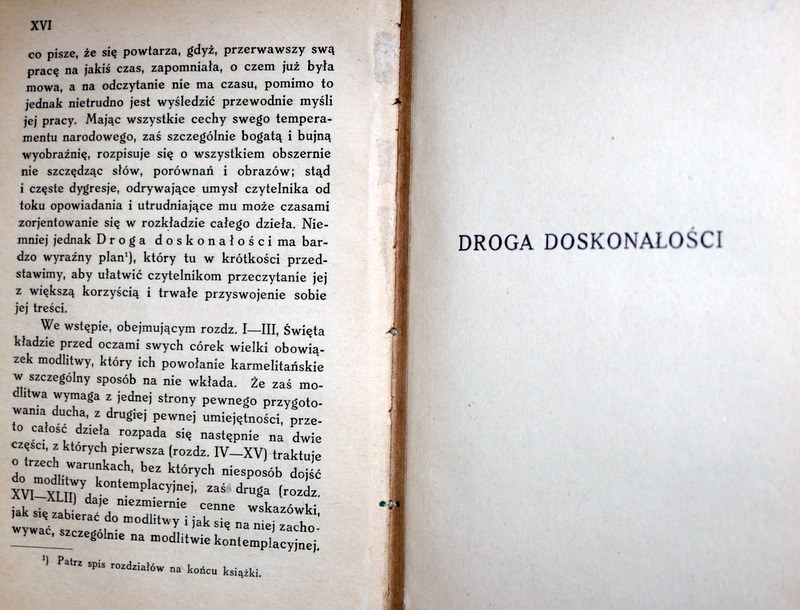 XVI
co pisze, że się powtarza, gdyż, przerwawszy swą
pracę na jakiś czas, zapomniała, o czem już była
mowa, a na odczytanie nie ma czasu, pomimo to
jednak nietrudno jest wyśledzić przewodnie myśli
jej pracy. Mając wszystkie cechy swego tempera-
mentu narodowego, zaś szczególnie bogatą i bujną
wyobraźnię, rozpisuje się o wszystkiem obszernie
nie szczędząc słów, porównań i obrazów; stąd
i częste dygresje, odrywające umysł czytelnika od
toku opowiadania i utrudniające mu może czasami
zorjentowanie się w rozkładzie całego dzieła. Nie-
mniej jednak Droga doskonałości ma bar-
dzo wyraźny plan¹), który tu w krótkości przed-
stawimy, aby ułatwić czytelnikom przeczytanie jej
z większą korzyścią i trwałe przyswojenie sobie
jej treści.
We wstępie, obejmującym rozdz. I—III, Święta
kładzie przed oczami swych córek wielki obowią-
zek modlitwy, który ich powołanie karmelitańskie
w szczególny sposób na nie wkłada. Że zaś mo-
dlitwa wymaga z jednej strony pewnego przygoto-
wania ducha, z drugiej pewnej umiejętności, prze-
to całość dzieła rozpada się następnie na dwie
części, z których pierwsza (rozdz. IV—XV) traktuje
o trzech warunkach, bez których niesposób dojść
do modlitwy kontemplacyjnej, zaś druga (rozdz.
XVI—XLII) daje niezmiernie cenne wskazówki,
jak się zabierać do modlitwy i jak się na niej zacho-
wywać, szczególnie na modlitwie kontemplacyjnej.
¹) Patrz spis rozdziałów na końcu książki.
DROGA DOSKONAŁOŚCI